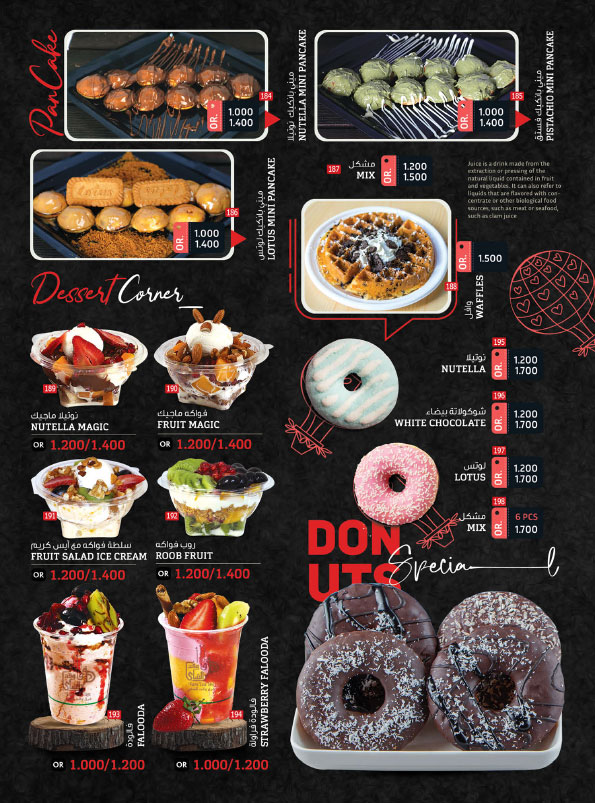 PanCake
184
OR.
1.000
1.400
ميني بانكيك نوتيلا
NUTELLA MINI PANCAKE
185
OR.
1.000
1.400
ميني بانكيك فستق
PISTACHIO MINI PANCAKE
186
OR.
1.000
1.400
ميني بانكيك لوتس
LOTUS MINI PANCAKE
187
مشكل
MIX
OR.
1.200
1.500
Juice is a drink made from the
extraction or pressing of the
natural liquid contained in fruit
and vegetables. It can also refer to
liquids that are flavored with con-
centrate or other biological food
sources, such as meat or seafood,
such as clam juice
188
OR.
1.500
وافل
WAFFLES
Dessert Corner
189
نوتيلا ماجيك
NUTELLA MAGIC
OR 1.200/1.400
190
فواكه ماجيك
FRUIT MAGIC
OR 1.200/1.400
191
سلطة فواكه مع آيس كريم
FRUIT SALAD ICE CREAM
OR 1.200/1.400
192
روب فواكه
ROOB FRUIT
OR 1.200/1.400
193
فالودة
FALOODA
OR 1.000/1.200
194
فالودة فراولة
STRAWBERRY FALOODA
OR 1.000/1.200
195
نوتيلا
NUTELLA
OR.
1.200
1.700
196
شوكولاتة بيضاء
WHITE CHOCOLATE
OR.
1.200
1.700
197
لوتس
LOTUS
OR.
1.200
1.700
198
مشكل
MIX
OR.
6 PCS
1.700
DON
UTS
Special